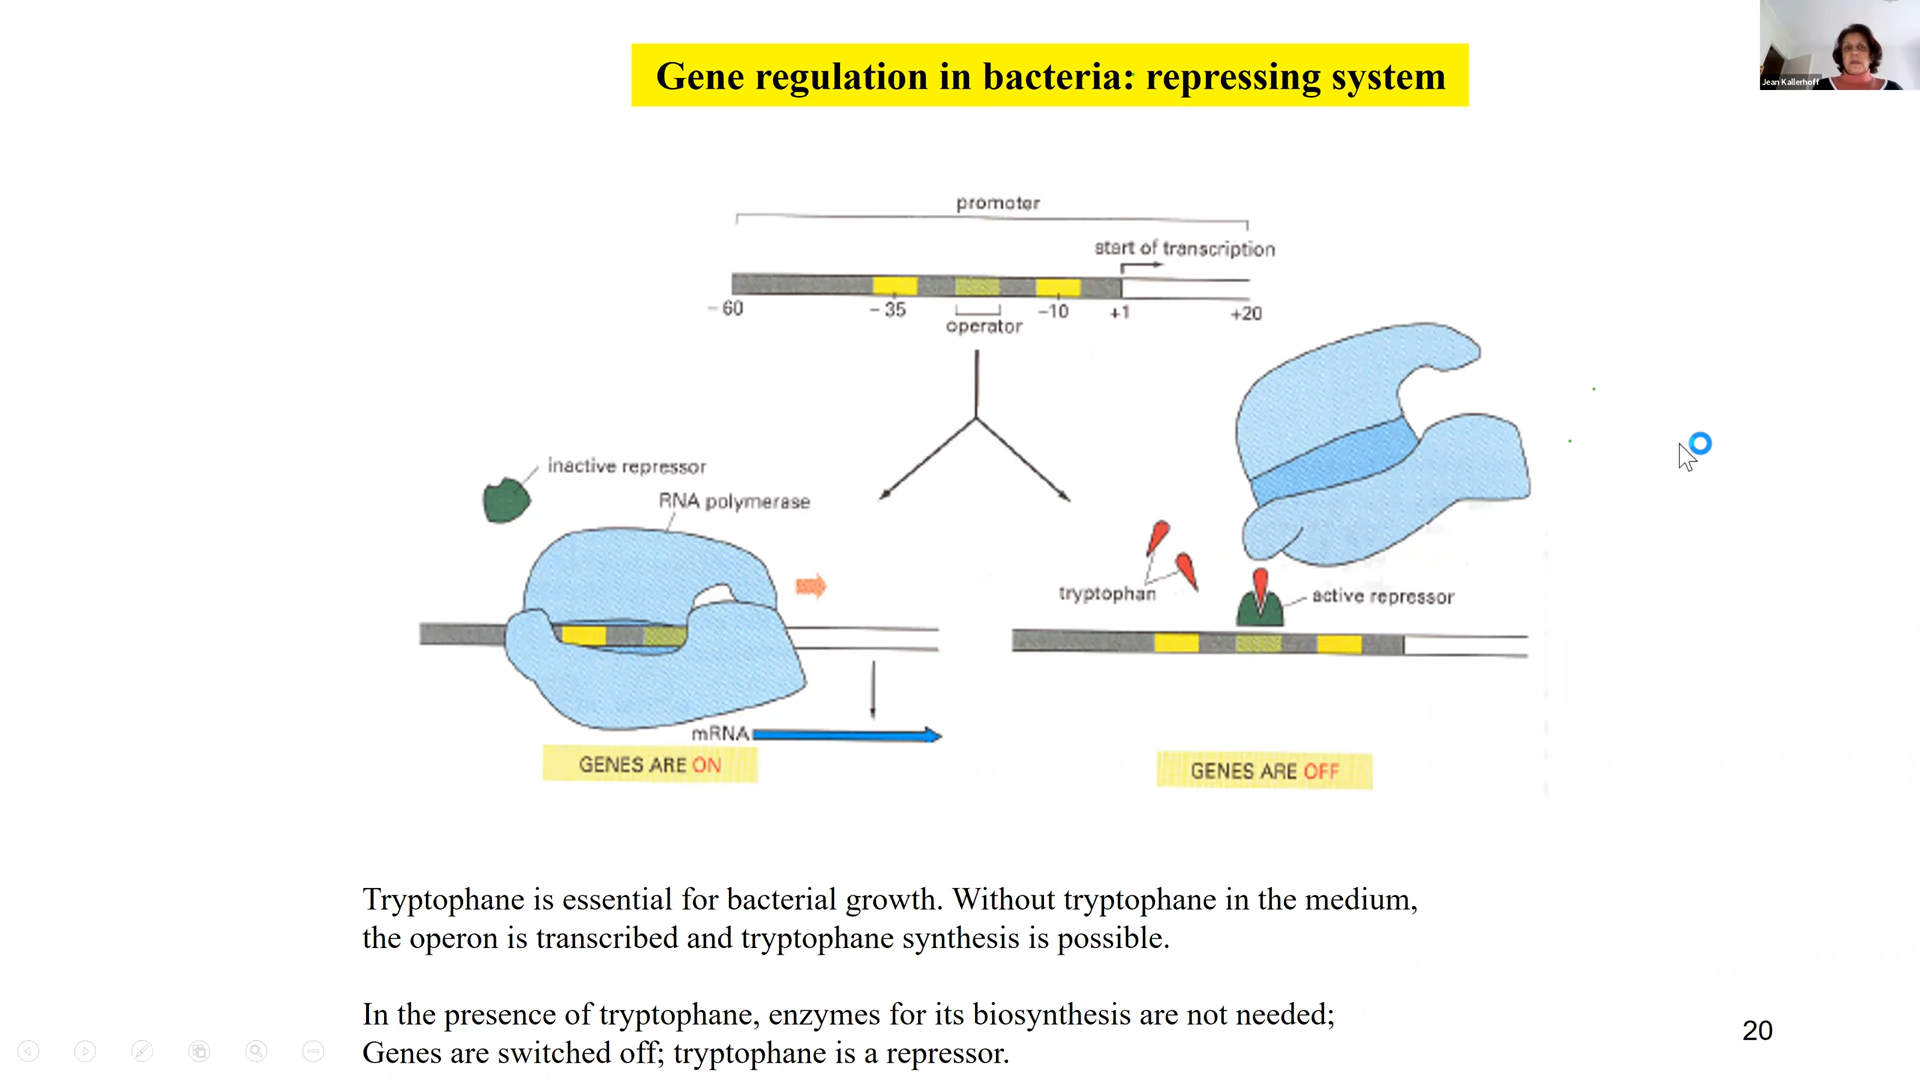 Gene regulation in bacteria: repressing system
Jean Kallerhoff
promoter
start of transcription
-60
-35
-10
+1
+20
operator
inactive repressor
RNA polymerase
tryptophan
active repressor
mRNA
GENES ARE ON
GENES ARE OFF
Tryptophane is essential for bacterial growth. Without tryptophane in the medium,
the operon is transcribed and tryptophane synthesis is possible.
In the presence of tryptophane, enzymes for its biosynthesis are not needed;
Genes are switched off; tryptophane is a repressor.
20